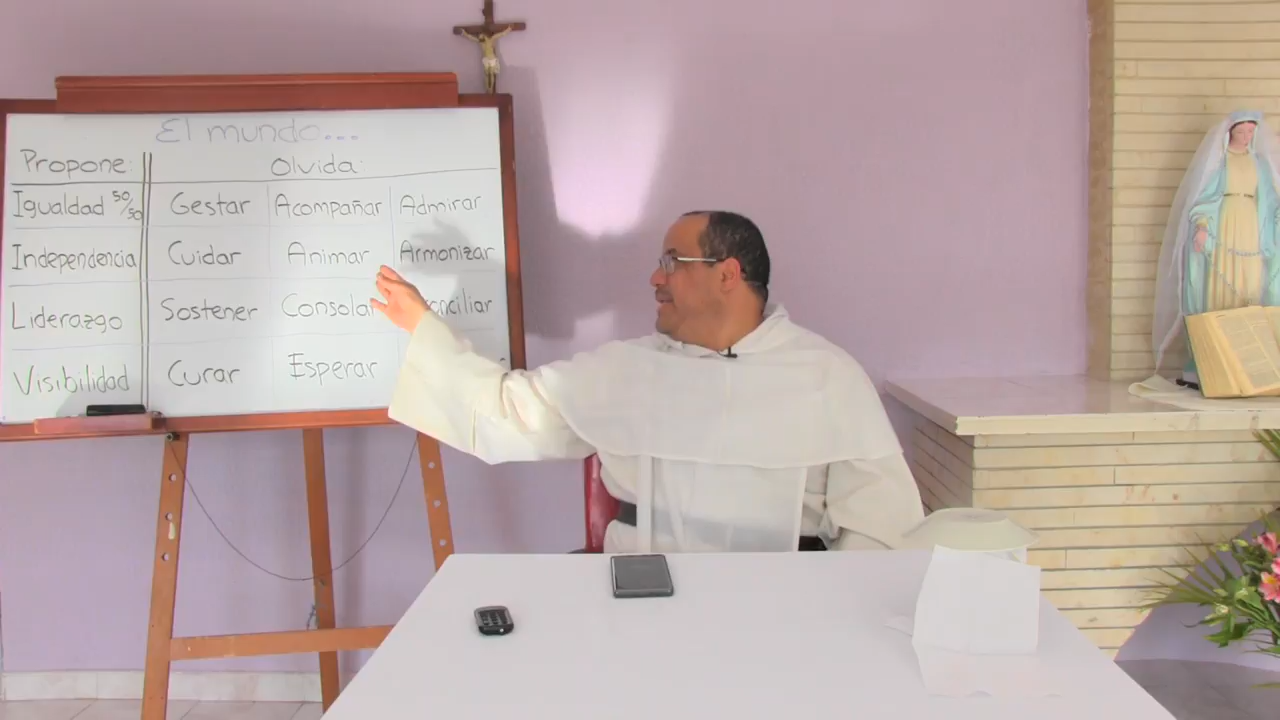 El mundo...
Propone: Olvida:
Igualdad 50/50 Gestar Acompañar Admirar
Independencia Cuidar Animar Armonizar
Liderazgo Sostener Consolar
Visibilidad Curar Esperar